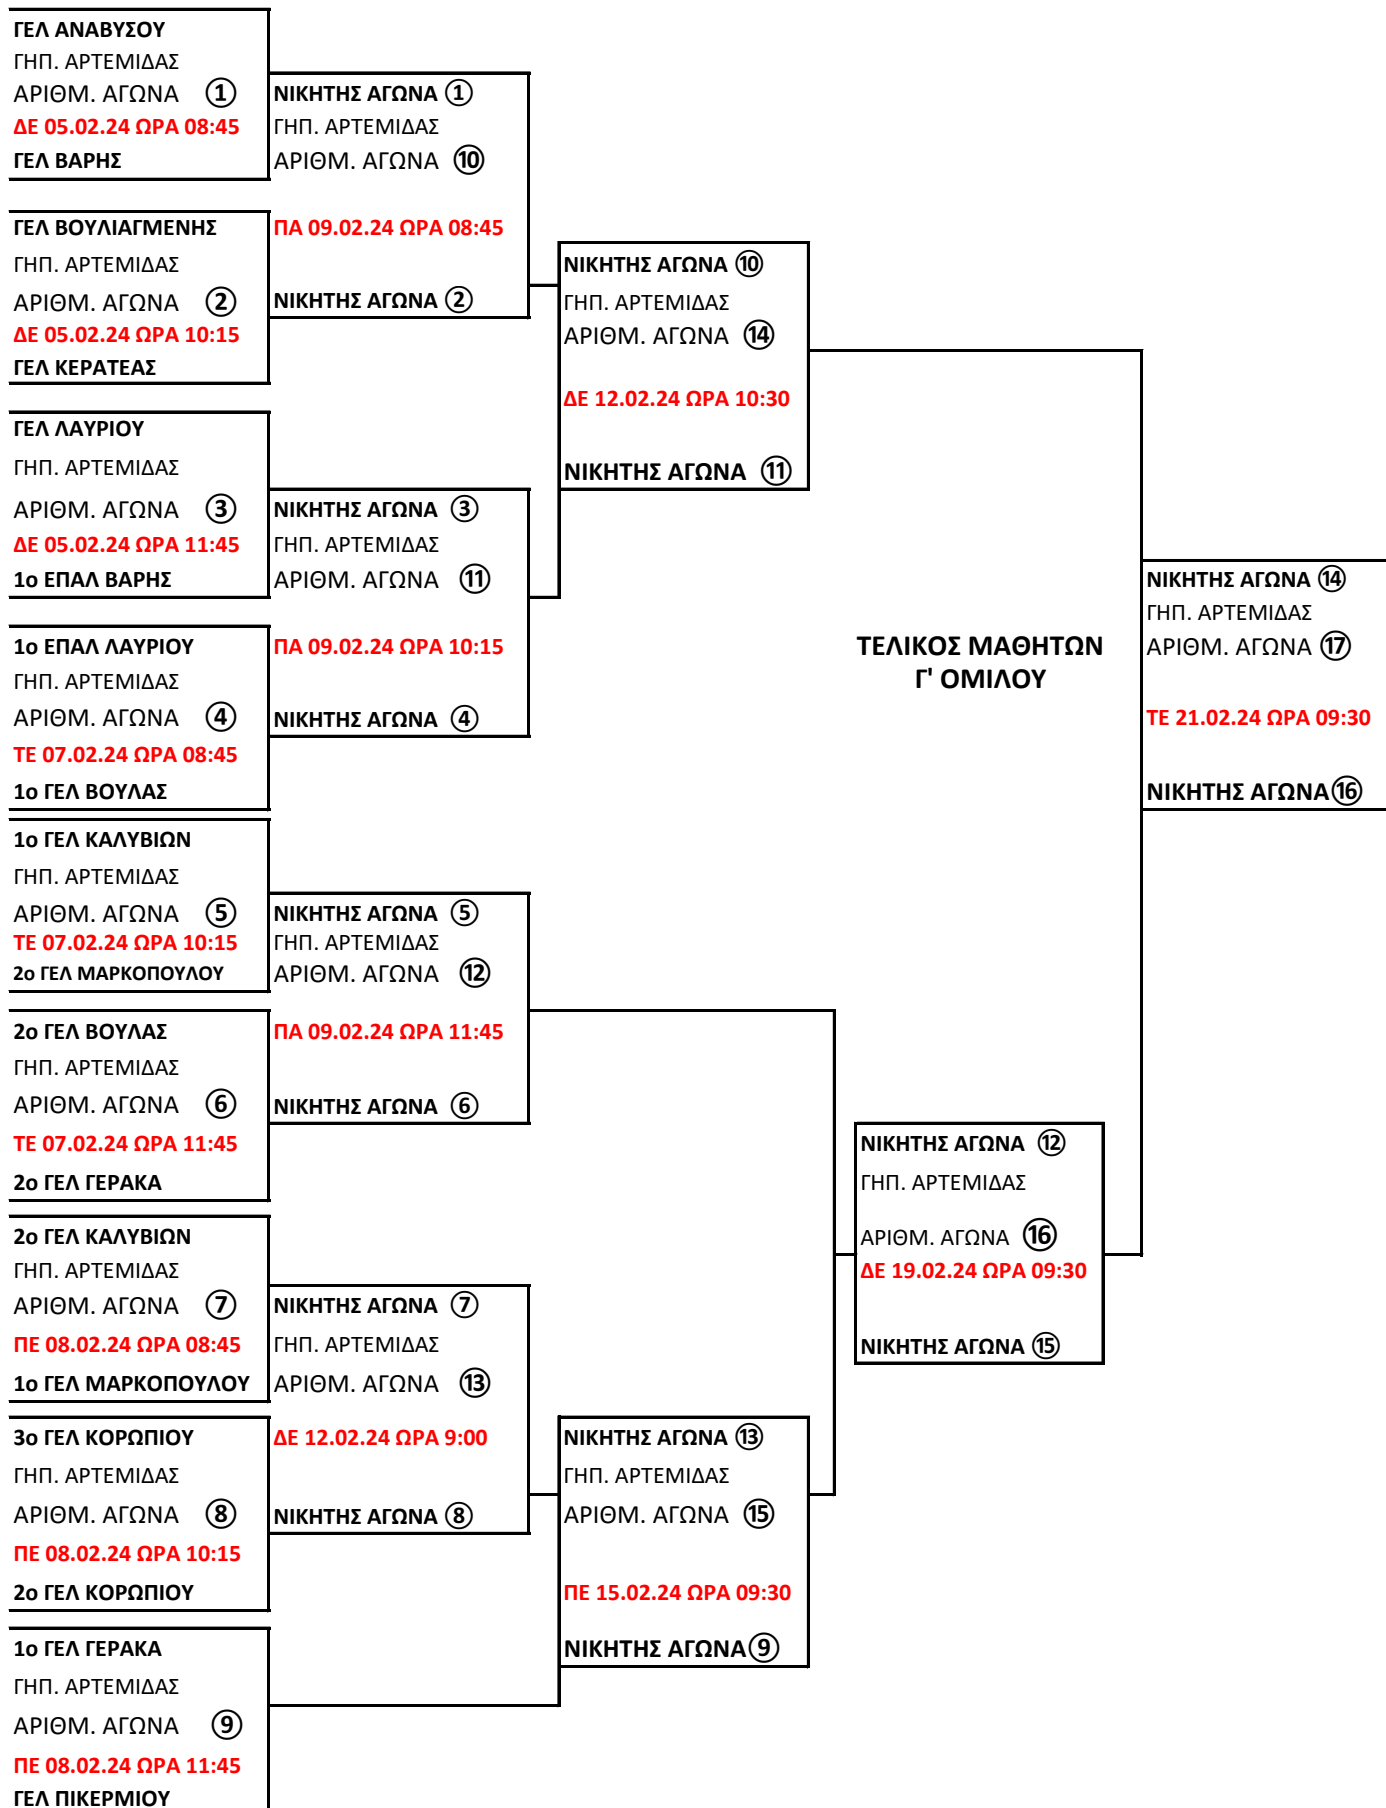 ΓΕΛ ΑΝΑΒΥΣΟΥ
ΓΗΠ. ΑΡΤΕΜΙΔΑΣ
ΑΡΙΘΜ. ΑΓΩΝΑ ①
ΔΕ 05.02.24 ΩΡΑ 08:45
ΓΕΛ ΒΑΡΗΣ
ΓΕΛ ΒΟΥΛΙΑΓΜΕΝΗΣ
ΓΗΠ. ΑΡΤΕΜΙΔΑΣ
ΑΡΙΘΜ. ΑΓΩΝΑ ②
ΔΕ 05.02.24 ΩΡΑ 10:15
ΓΕΛ ΚΕΡΑΤΕΑΣ
ΓΕΛ ΛΑΥΡΙΟΥ
ΓΗΠ. ΑΡΤΕΜΙΔΑΣ
ΑΡΙΘΜ. ΑΓΩΝΑ ③
ΔΕ 05.02.24 ΩΡΑ 11:45
1ο ΕΠΑΛ ΒΑΡΗΣ
1ο ΕΠΑΛ ΛΑΥΡΙΟΥ
ΓΗΠ. ΑΡΤΕΜΙΔΑΣ
ΑΡΙΘΜ. ΑΓΩΝΑ ④
ΤΕ 07.02.24 ΩΡΑ 08:45
1ο ΓΕΛ ΒΟΥΛΑΣ
1ο ΓΕΛ ΚΑΛΥΒΙΩΝ
ΓΗΠ. ΑΡΤΕΜΙΔΑΣ
ΑΡΙΘΜ. ΑΓΩΝΑ ⑤
ΤΕ 07.02.24 ΩΡΑ 10:15
2ο ΓΕΛ ΜΑΡΚΟΠΟΥΛΟΥ
2ο ΓΕΛ ΒΟΥΛΑΣ
ΓΗΠ. ΑΡΤΕΜΙΔΑΣ
ΑΡΙΘΜ. ΑΓΩΝΑ ⑥
ΤΕ 07.02.24 ΩΡΑ 11:45
2ο ΓΕΛ ΓΕΡΑΚΑ
2ο ΓΕΛ ΚΑΛΥΒΙΩΝ
ΓΗΠ. ΑΡΤΕΜΙΔΑΣ
ΑΡΙΘΜ. ΑΓΩΝΑ ⑦
ΠΕ 08.02.24 ΩΡΑ 08:45
1ο ΓΕΛ ΜΑΡΚΟΠΟΥΛΟΥ
3ο ΓΕΛ ΚΟΡΩΠΙΟΥ
ΓΗΠ. ΑΡΤΕΜΙΔΑΣ
ΑΡΙΘΜ. ΑΓΩΝΑ ⑧
ΠΕ 08.02.24 ΩΡΑ 10:15
2ο ΓΕΛ ΚΟΡΩΠΙΟΥ
1ο ΓΕΛ ΓΕΡΑΚΑ
ΓΗΠ. ΑΡΤΕΜΙΔΑΣ
ΑΡΙΘΜ. ΑΓΩΝΑ ⑨
ΠΕ 08.02.24 ΩΡΑ 11:45
ΓΕΛ ΠΙΚΕΡΜΙΟΥ
ΝΙΚΗΤΗΣ ΑΓΩΝΑ ①
ΓΗΠ. ΑΡΤΕΜΙΔΑΣ
ΑΡΙΘΜ. ΑΓΩΝΑ ⑩
ΠΑ 09.02.24 ΩΡΑ 08:45
ΝΙΚΗΤΗΣ ΑΓΩΝΑ ②
ΝΙΚΗΤΗΣ ΑΓΩΝΑ ③
ΓΗΠ. ΑΡΤΕΜΙΔΑΣ
ΑΡΙΘΜ. ΑΓΩΝΑ ⑪
ΠΑ 09.02.24 ΩΡΑ 10:15
ΝΙΚΗΤΗΣ ΑΓΩΝΑ ④
ΝΙΚΗΤΗΣ ΑΓΩΝΑ ⑤
ΓΗΠ. ΑΡΤΕΜΙΔΑΣ
ΑΡΙΘΜ. ΑΓΩΝΑ ⑫
ΠΑ 09.02.24 ΩΡΑ 11:45
ΝΙΚΗΤΗΣ ΑΓΩΝΑ ⑥
ΝΙΚΗΤΗΣ ΑΓΩΝΑ ⑦
ΓΗΠ. ΑΡΤΕΜΙΔΑΣ
ΑΡΙΘΜ. ΑΓΩΝΑ ⑬
ΔΕ 12.02.24 ΩΡΑ 9:00
ΝΙΚΗΤΗΣ ΑΓΩΝΑ ⑧
ΝΙΚΗΤΗΣ ΑΓΩΝΑ ⑩
ΓΗΠ. ΑΡΤΕΜΙΔΑΣ
ΑΡΙΘΜ. ΑΓΩΝΑ ⑭
ΔΕ 12.02.24 ΩΡΑ 10:30
ΝΙΚΗΤΗΣ ΑΓΩΝΑ ⑪
ΝΙΚΗΤΗΣ ΑΓΩΝΑ ⑬
ΓΗΠ. ΑΡΤΕΜΙΔΑΣ
ΑΡΙΘΜ. ΑΓΩΝΑ ⑮
ΠΕ 15.02.24 ΩΡΑ 09:30
ΝΙΚΗΤΗΣ ΑΓΩΝΑ ⑨
ΝΙΚΗΤΗΣ ΑΓΩΝΑ ⑫
ΓΗΠ. ΑΡΤΕΜΙΔΑΣ
ΑΡΙΘΜ. ΑΓΩΝΑ ⑯
ΔΕ 19.02.24 ΩΡΑ 09:30
ΝΙΚΗΤΗΣ ΑΓΩΝΑ ⑮
ΤΕΛΙΚΟΣ ΜΑΘΗΤΩΝ
Γ' ΟΜΙΛΟΥ
ΝΙΚΗΤΗΣ ΑΓΩΝΑ ⑭
ΓΗΠ. ΑΡΤΕΜΙΔΑΣ
ΑΡΙΘΜ. ΑΓΩΝΑ ⑰
ΤΕ 21.02.24 ΩΡΑ 09:30
ΝΙΚΗΤΗΣ ΑΓΩΝΑ ⑯